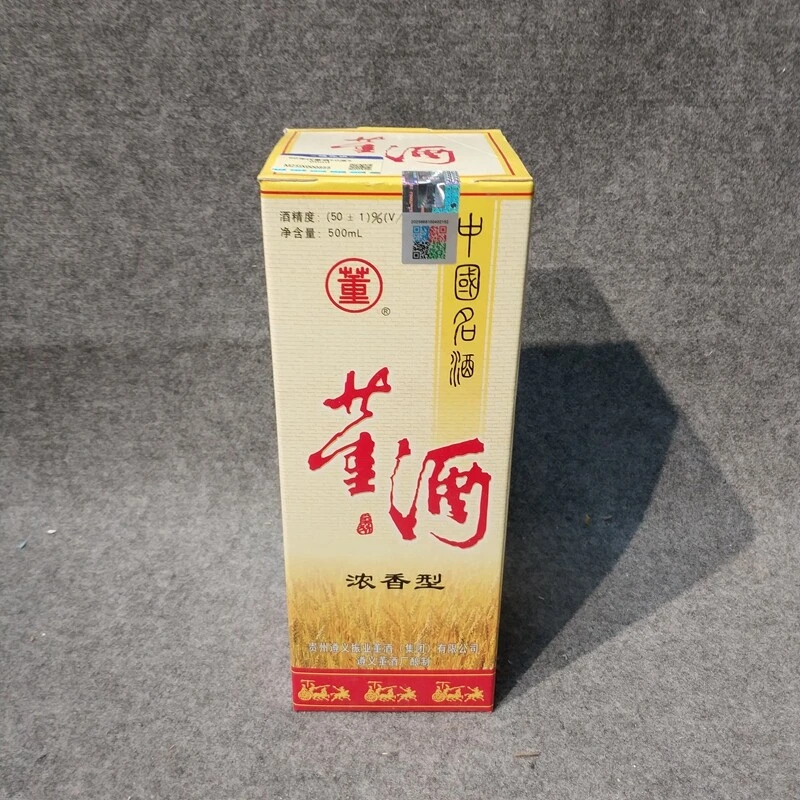 董酒
酒精度: (50 ± 1)%(V/
净含量: 500mL
董
®
中國名酒
董酒
浓香型
贵州遵义振业董酒(集团)有限公司
遵义董酒厂酿制